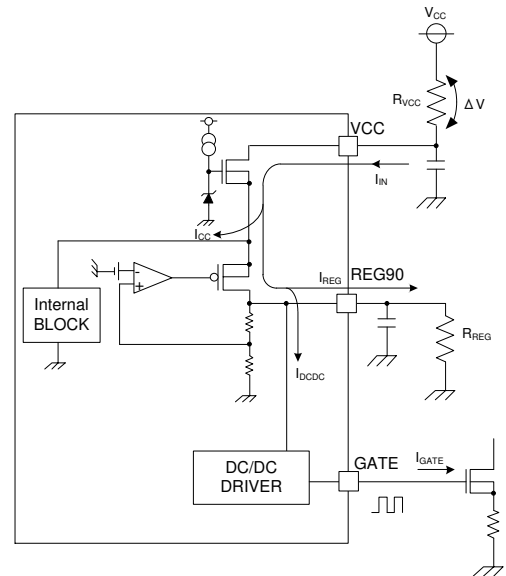 VCC
RVCC
ΔV
VCC
IIN
ICC
IREG
REG90
Internal
BLOCK
-
+
RREG
IDCDC
DC/DC
DRIVER
GATE
IGATE